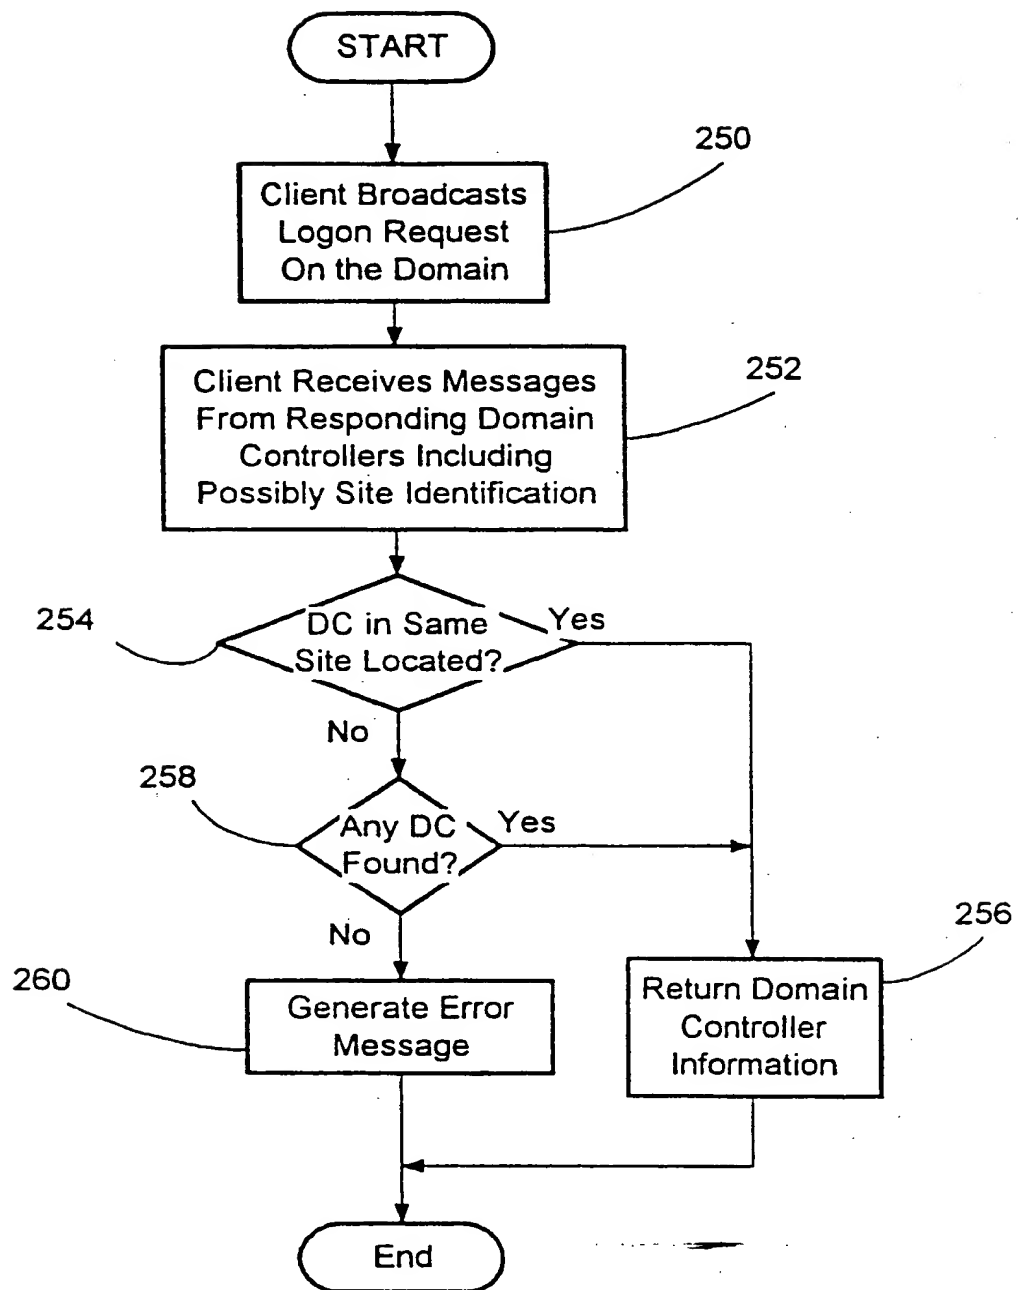 START
250
Client Broadcasts
Logon Request
On the Domain
252
Client Receives Messages
From Responding Domain
Controllers Including
Possibly Site Identification
254
DC in Same
Site Located?
Yes
No
258
Any DC
Found?
Yes
No
256
260
Generate Error
Message
Return Domain
Controller
Information
End